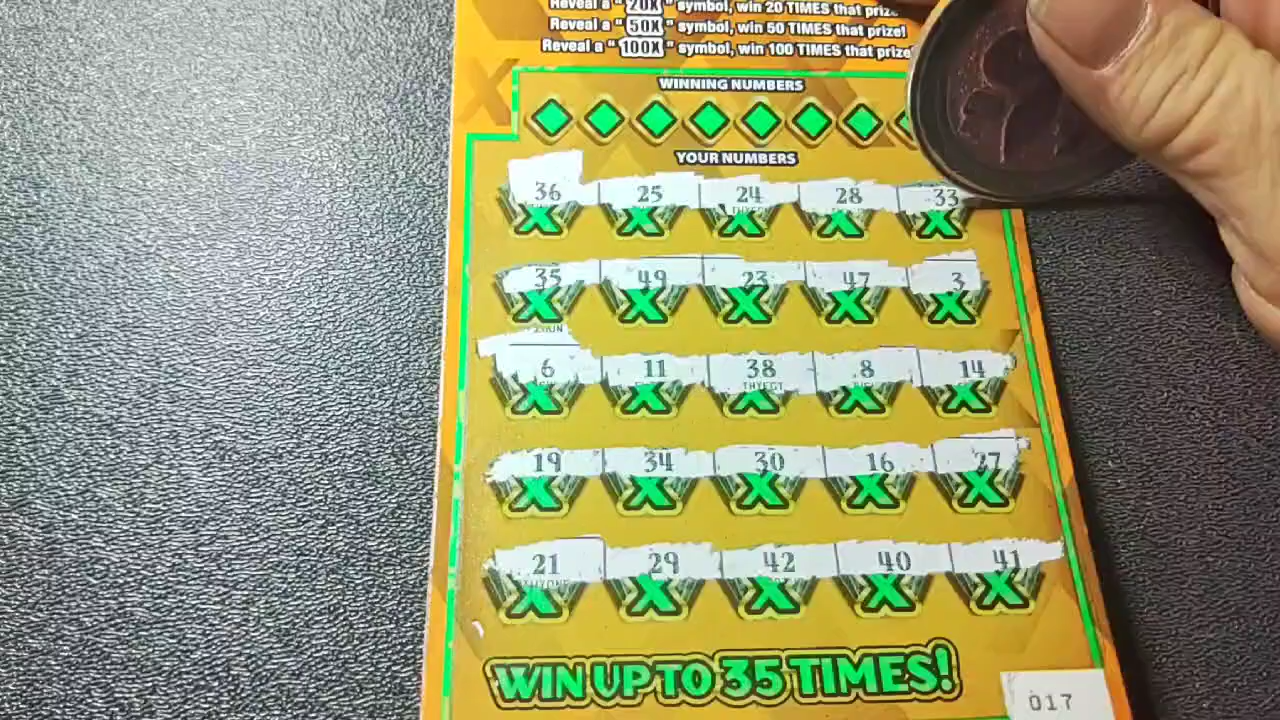 Reveal a "20X" symbol, win 20 TIMES that prize
Reveal a "50X" symbol, win 50 TIMES that prize!
Reveal a "100X" symbol, win 100 TIMES that prize
WINNING NUMBERS
YOUR NUMBERS
36 25 24 28 33
35 49 23 47 3
6 11 38 8 14
THYEGT
19 34 30 16 27
21 29 42 40 41
WIN UP TO 35 TIMES!
017